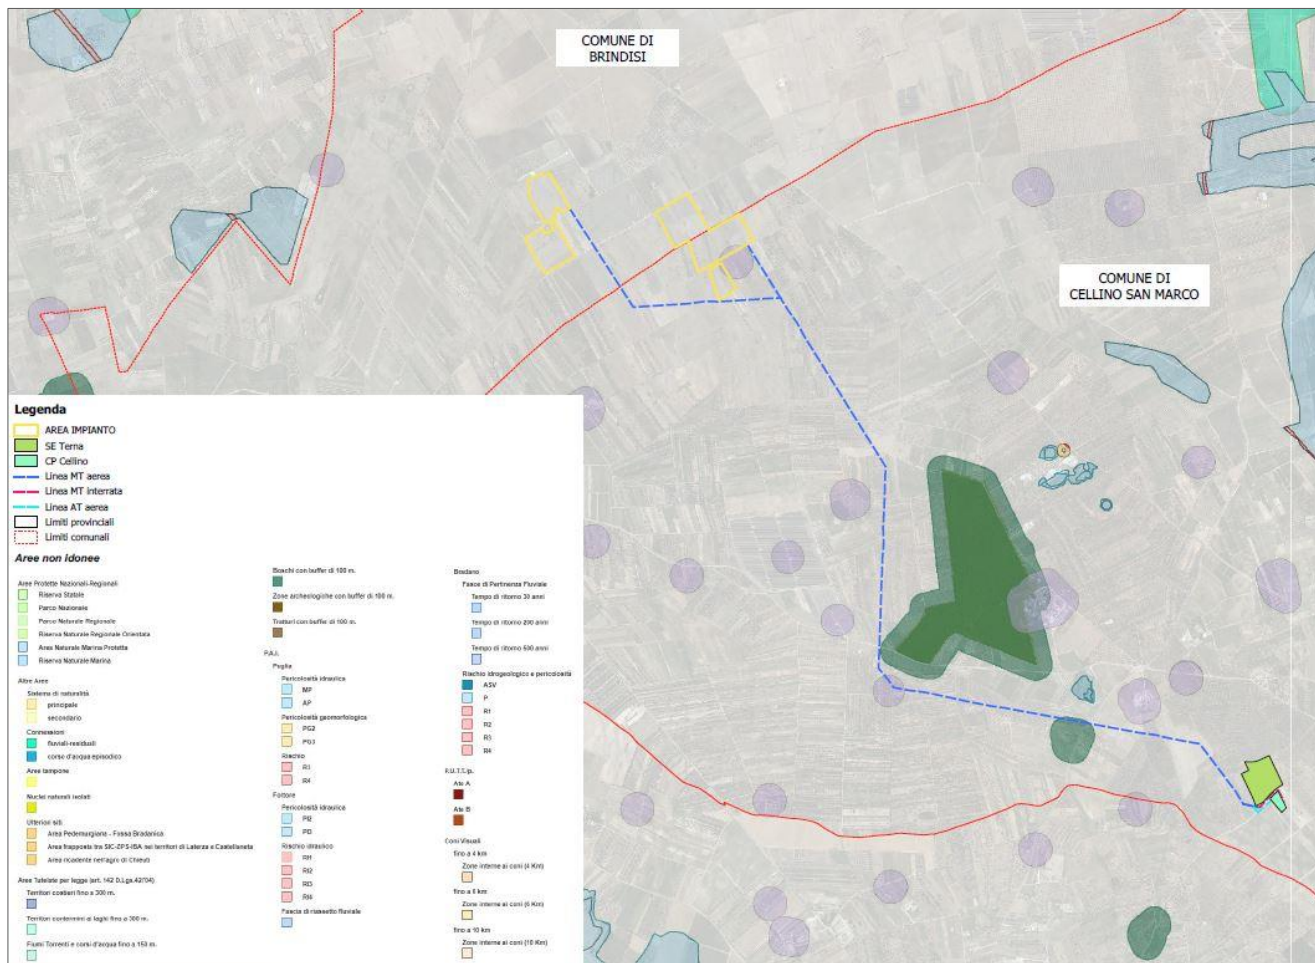 COMUNE DI
BRINDISI
COMUNE DI
CELLINO SAN MARCO
Legenda
AREA IMPIANTO
SE Terna
CP Cellino
Linea MT aerea
Linea MT interrata
Linea AT aerea
Limiti provinciali
Limiti comunali
Aree non idonee
Aree Protette Nazionali-Regionali
Riserva Statale
Parco Nazionale
Parco Naturale Regionale
Riserva Naturale Regionale Orientata
Area Naturale Marina Protetta
Riserva Naturale Marina
Altre Aree
Sistema di naturalità
principale
secondario
Connessioni
fluviali-residuali
corso d'acqua episodico
Aree tampone
Nuclei naturali isolati
Ulteriori siti
Area Pedemurgiana - Fossa Bradanica
Area frapposta tra SIC-ZPS-IBA nei territori di Laterza e Castellaneta
Area ricadente nell'agro di Chieuti
Aree Tutelate per legge (art. 142 D.Lgs.42/04)
Territori costieri fino a 300 m.
Territori contermini ai laghi fino a 300 m.
Fiumi Torrenti e corsi d'acqua fino a 150 m.
Boschi con buffer di 100 m.
Zone archeologiche con buffer di 100 m.
Tratturi con buffer di 100 m.
P.A.I.
Puglia
Pericolosità idraulica
MP
AP
Pericolosità geomorfologica
PG2
PG3
Rischio
R3
R4
Fortore
Pericolosità idraulica
PI2
PI3
Rischio idraulico
RI1
RI2
RI3
RI4
Fascia di riassetto fluviale
Bradano
Fasce di Pertinenza Fluviale
Tempo di ritorno 30 anni
Tempo di ritorno 200 anni
Tempo di ritorno 500 anni
Rischio idrogeologico e pericolosità
ASV
P
R1
R2
R3
R4
P.U.T.T./p.
Ate A
Ate B
Coni Visuali
fino a 4 km
Zone interne ai coni (4 Km)
fino a 6 km
Zone interne ai coni (6 Km)
fino a 10 km
Zone interne ai coni (10 Km)